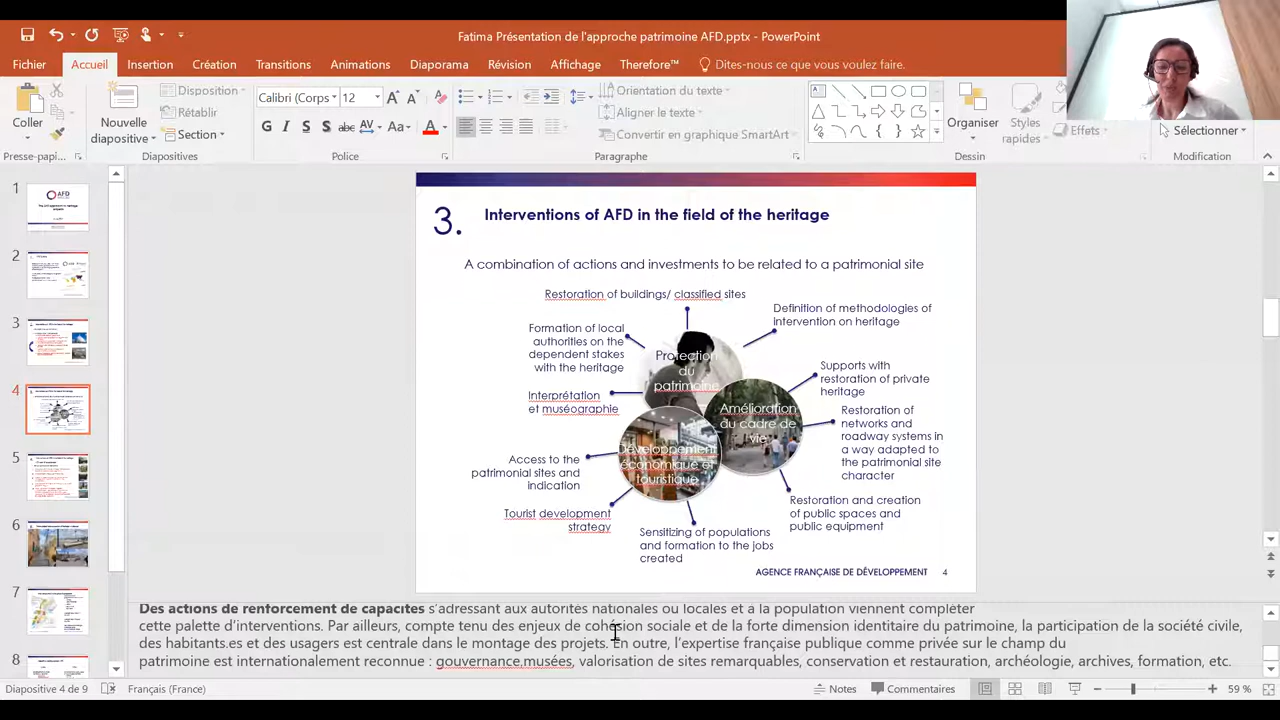 Fatima Présentation de l'approche patrimoine AFD.pptx - PowerPoint
Fichier Accueil Insertion Création Transitions Animations Diaporama Révision Affichage Therefore™ Dites-nous ce que vous voulez faire.
Coller
Presse-papi...
Nouvelle
diapositive
Disposition
Rétablir
Section
Diapositives
Calibri (Corps 12
G I S S abc AV Aa A
Police
Orientation du texte
Aligner le texte
Convertir en graphique SmartArt
Paragraphe
Organiser
Styles
rapides
Effets
Dessin
Sélectionner
Modification
1
2
3
4
5
6
7
8
3. Interventions of AFD in the field of the heritage
A combination of actions and investments to be related to a patrimonial site
Restoration of buildings/ classified sites
Definition of methodologies of
intervention on heritage
Formation of local
authorities on the
dependent stakes
with the heritage
Protection
du
patrimoine
Supports with
restoration of private
heritage
Interprétation
et muséographie
Amélioration
du cadre de
vie
Restoration of
networks and
roadway systems in
a way adapted to
the patrimonial site
character
Développement
économique et
touristique
Access to the
patrimonial sites and
indication
Restoration and creation
of public spaces and
public equipment
Tourist development
strategy
Sensitizing of populations
and formation to the jobs
created
AGENCE FRANÇAISE DE DÉVELOPPEMENT 4
Des actions de renforcement de capacités s'adressant aux autorités nationales ou locales et à la population viennent compléter
cette palette d'interventions. Par ailleurs, compte tenu des enjeux de cohésion sociale et de la forte dimension identitaire du patrimoine, la participation de la société civile,
des habitants.es et des usagers est centrale dans le montage des projets. En outre, l'expertise française publique comme privée sur le champ du
patrimoine est internationalement reconnue : valorisation de sites remarquables, conservation et restauration, archéologie, archives, formation, etc.
Diapositive 4 de 9 Français (France) Notes Commentaires 59 %